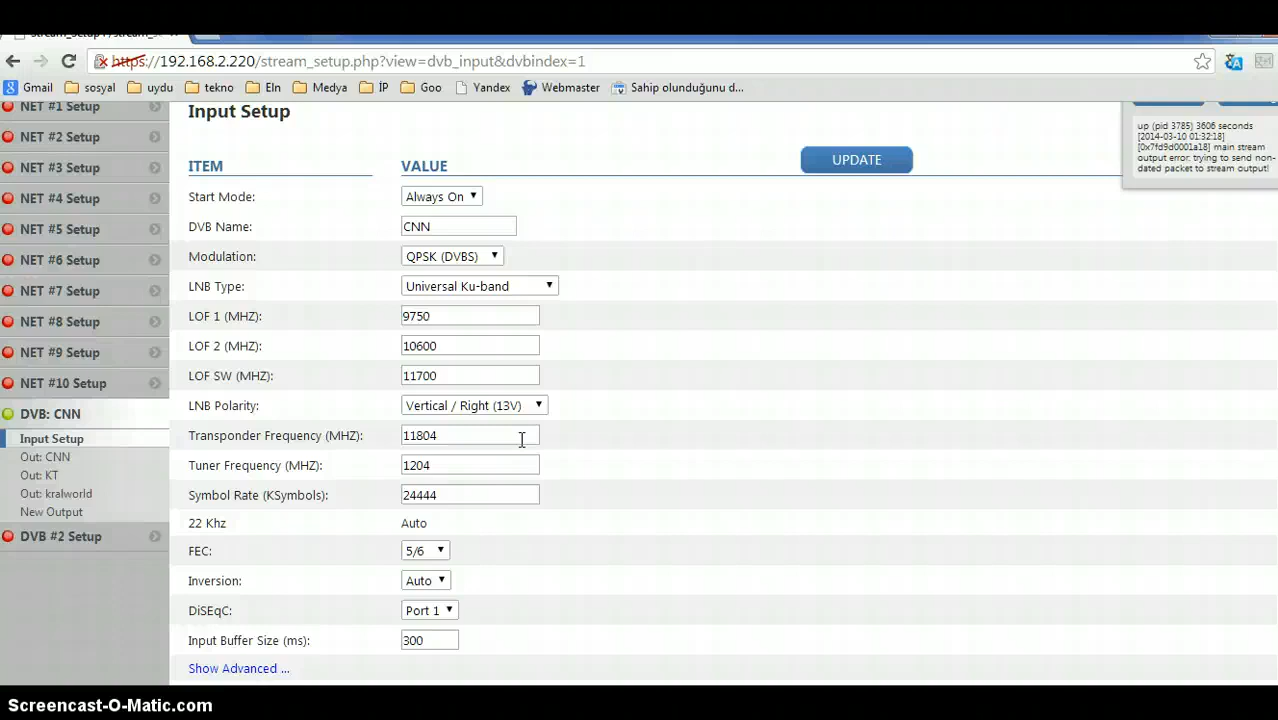 https://192.168.2.220/stream_setup.php?view=dvb_input&dvbindex=1
Gmail sosyal uydu tekno Eln Medya İP Goo Yandex Webmaster Sahip olunduğunu d...
NET #1 Setup
NET #2 Setup
NET #3 Setup
NET #4 Setup
NET #5 Setup
NET #6 Setup
NET #7 Setup
NET #8 Setup
NET #9 Setup
NET #10 Setup
DVB: CNN
Input Setup
Out: CNN
Out: KT
Out: kralworld
New Output
DVB #2 Setup
Input Setup
ITEM VALUE UPDATE
Start Mode: Always On
DVB Name: CNN
Modulation: QPSK (DVBS)
LNB Type: Universal Ku-band
LOF 1 (MHZ): 9750
LOF 2 (MHZ): 10600
LOF SW (MHZ): 11700
LNB Polarity: Vertical / Right (13V)
Transponder Frequency (MHZ): 11804
Tuner Frequency (MHZ): 1204
Symbol Rate (KSymbols): 24444
22 Khz Auto
FEC: 5/6
Inversion: Auto
DiSEqC: Port 1
Input Buffer Size (ms): 300
Show Advanced ...
up (pid 3785) 3606 seconds
[2014-03-10 01:32:18]
[0x7fd9d0001a18] main stream
output error: trying to send non-
dated packet to stream output!
Screencast-O-Matic.com